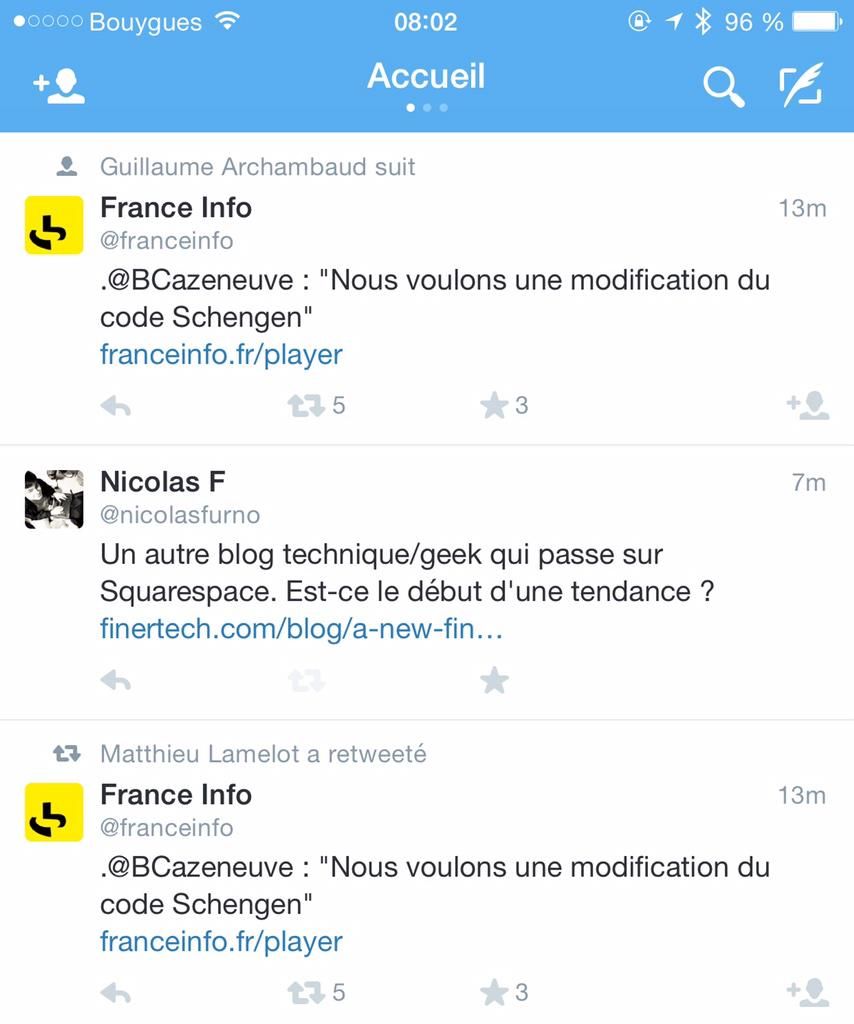 Bouygues 08:02 96 %
Accueil
Guillaume Archambaud suit
France Info 13m
@franceinfo
.@BCazeneuve : "Nous voulons une modification du
code Schengen"
franceinfo.fr/player
5 3
Nicolas F 7m
@nicolasfurno
Un autre blog technique/geek qui passe sur
Squarespace. Est-ce le début d'une tendance ?
finertech.com/blog/a-new-fin…
Matthieu Lamelot a retweeté
France Info 13m
@franceinfo
.@BCazeneuve : "Nous voulons une modification du
code Schengen"
franceinfo.fr/player
5 3